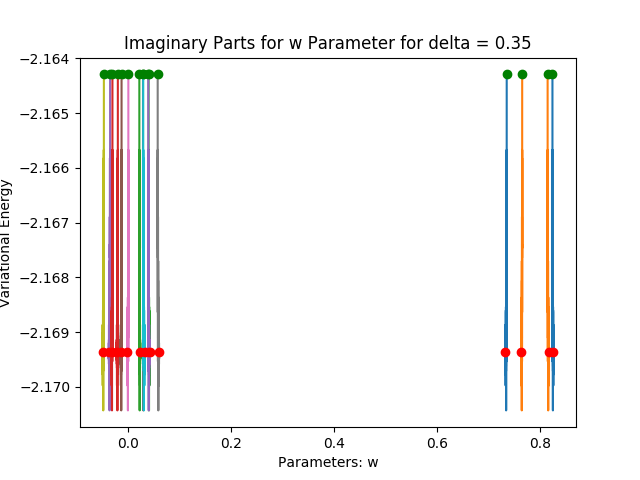 Imaginary Parts for w Parameter for delta = 0.35
Variational Energy
−2.164
−2.165
−2.166
−2.167
−2.168
−2.169
−2.170
0.0 0.2 0.4 0.6 0.8
Parameters: w